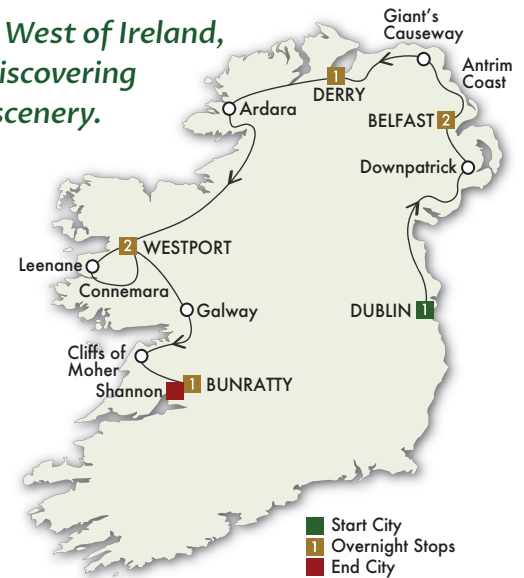 West of Ireland,
iscovering
scenery.
Giant's
Causeway
Antrim
Coast
1
DERRY
Ardara
BELFAST 2
Downpatrick
2 WESTPORT
Leenane
Connemara
Galway
DUBLIN 1
Cliffs of
Moher
Shannon
1 BUNRATTY
Start City
1 Overnight Stops
End City